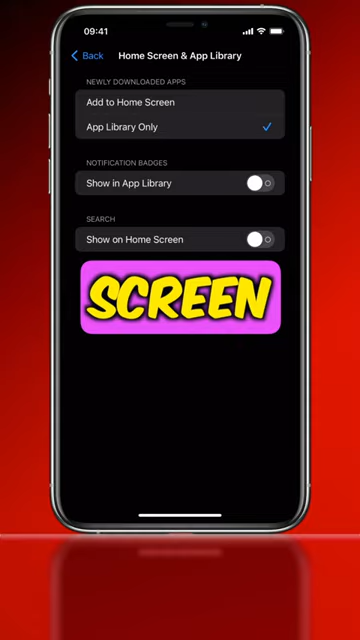 09:41
Back
Home Screen & App Library
NEWLY DOWNLOADED APPS
Add to Home Screen
App Library Only
NOTIFICATION BADGES
Show in App Library
SEARCH
Show on Home Screen
SCREEN